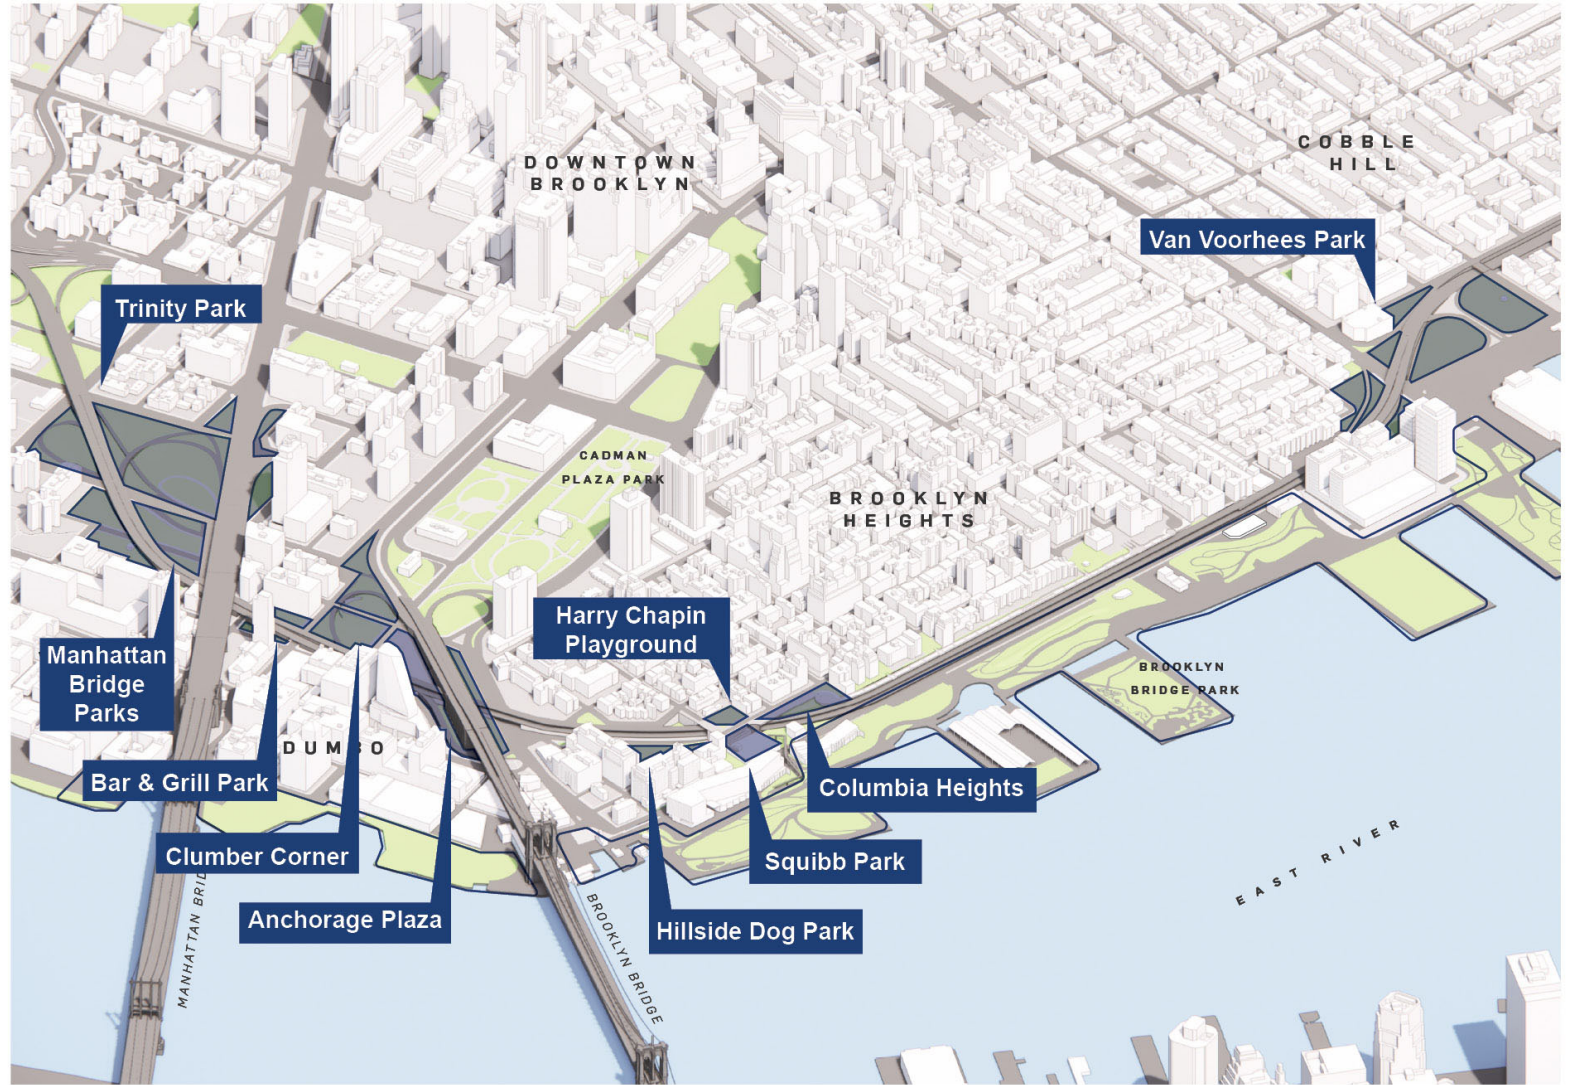 DOWNTOWN
BROOKLYN
COBBLE
HILL
Van Voorhees Park
Trinity Park
CADMAN
PLAZA PARK
BROOKLYN
HEIGHTS
Harry Chapin
Playground
Manhattan
Bridge
Parks
BROOKLYN
BRIDGE PARK
DUMBO
Bar & Grill Park
Columbia Heights
Clumber Corner
Squibb Park
Anchorage Plaza
Hillside Dog Park
EAST RIVER
MANHATTAN BRID
BROOKLYN BRIDGE